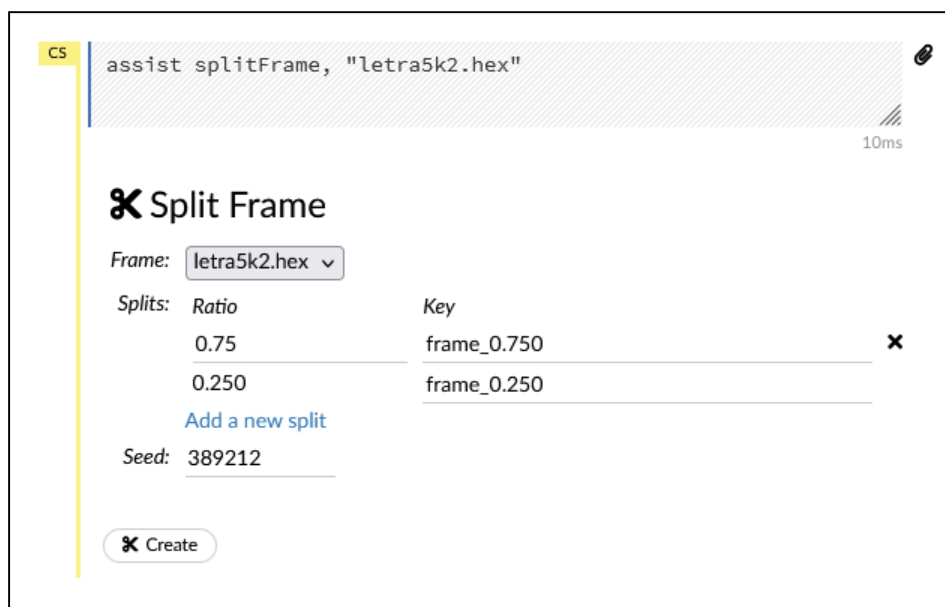 CS
assist splitFrame, "letra5k2.hex"
10ms
Split Frame
Frame: letra5k2.hex
Splits: Ratio Key
0.75 frame_0.750
0.250 frame_0.250
Add a new split
Seed: 389212
Create